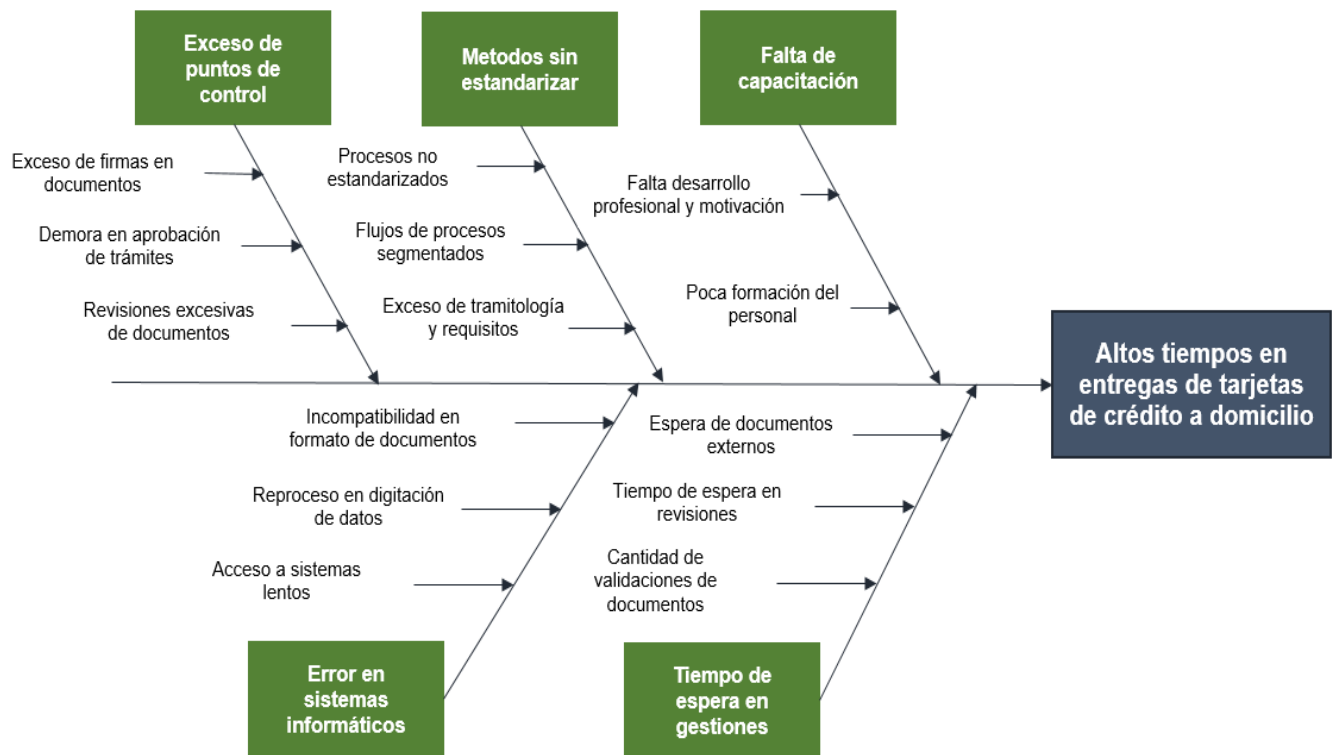 Exceso de
puntos de
control
Metodos sin
estandarizar
Falta de
capacitación
Exceso de firmas en
documentos
Demora en aprobación
de trámites
Revisiones excesivas
de documentos
Procesos no
estandarizados
Flujos de procesos
segmentados
Exceso de tramitología
y requisitos
Falta desarrollo
profesional y motivación
Poca formación del
personal
Altos tiempos en
entregas de tarjetas
de crédito a domicilio
Incompatibilidad en
formato de documentos
Reproceso en digitación
de datos
Acceso a sistemas
lentos
Espera de documentos
externos
Tiempo de espera en
revisiones
Cantidad de
validaciones de
documentos
Error en
sistemas
informáticos
Tiempo de
espera en
gestiones